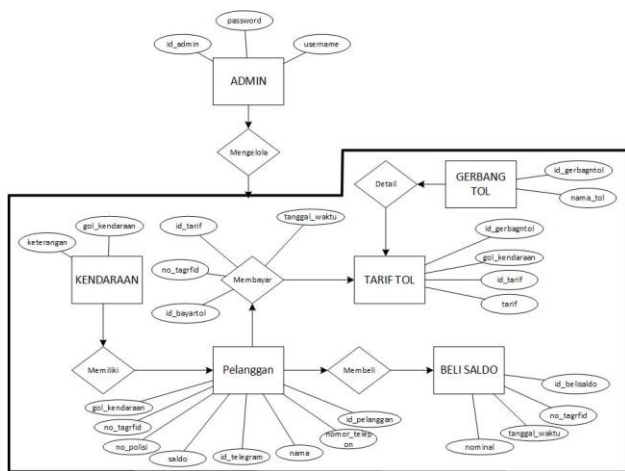 password
id_admin
username
ADMIN
Mengelola
id_gerbagntol
GERBANG
TOL
Detail
nama_tol
gol_kendaraan
keterangan
KENDARAAN
id_tarif
tanggal_waktu
no_tagrfid
Membayar
id_bayartol
TARIF TOL
id_gerbagntol
gol_kendaraan
id_tarif
tarif
Memiliki
Pelanggan
Membeli
BELI SALDO
gol_kendaraan
no_tagrfid
no_polisi
saldo
id_telegram
nama
nomor_telep
on
id_pelanggan
id_belisaldo
no_tagrfid
tanggal_waktu
nominal